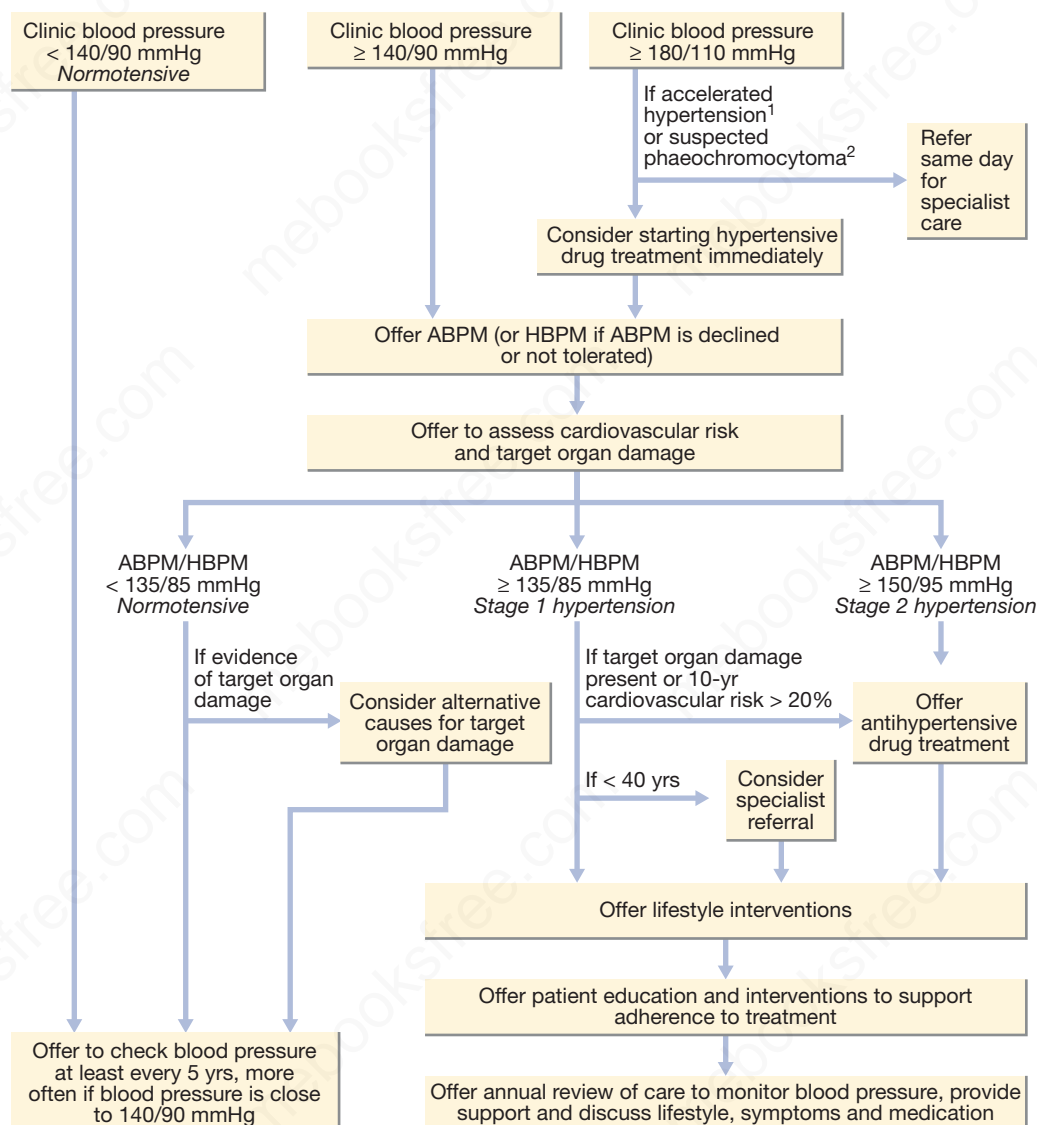 Clinic blood pressure
< 140/90 mmHg
Normotensive
Clinic blood pressure
≥ 140/90 mmHg
Clinic blood pressure
≥ 180/110 mmHg
If accelerated
hypertension1
or suspected
phaeochromocytoma2
Refer
same day
for
specialist
care
Consider starting hypertensive
drug treatment immediately
Offer ABPM (or HBPM if ABPM is declined
or not tolerated)
Offer to assess cardiovascular risk
and target organ damage
ABPM/HBPM
< 135/85 mmHg
Normotensive
ABPM/HBPM
≥ 135/85 mmHg
Stage 1 hypertension
ABPM/HBPM
≥ 150/95 mmHg
Stage 2 hypertension
If evidence
of target organ
damage
Consider alternative
causes for target
organ damage
If target organ damage
present or 10-yr
cardiovascular risk > 20%
Offer
antihypertensive
drug treatment
If < 40 yrs
Consider
specialist
referral
Offer lifestyle interventions
Offer patient education and interventions to support
adherence to treatment
Offer to check blood pressure
at least every 5 yrs, more
often if blood pressure is close
to 140/90 mmHg
Offer annual review of care to monitor blood pressure, provide
support and discuss lifestyle, symptoms and medication
mebooksfree.com